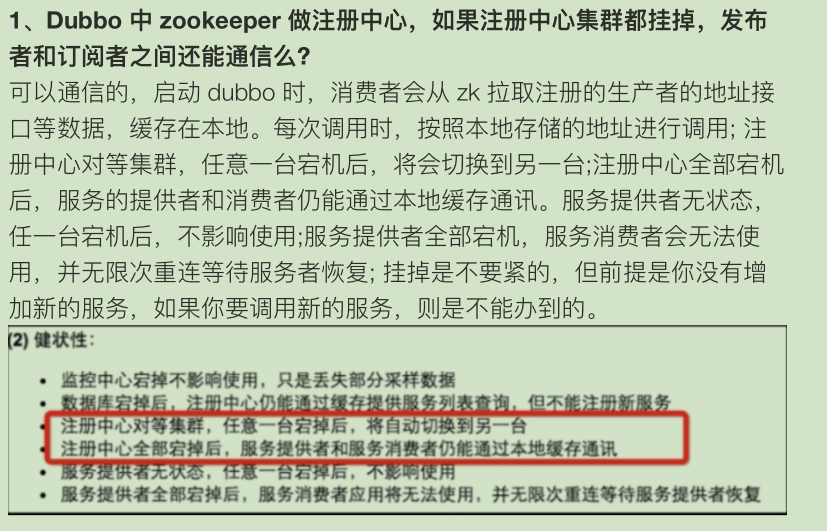 1、Dubbo 中 zookeeper 做注册中心，如果注册中心集群都挂掉，发布
者和订阅者之间还能通信么?
可以通信的，启动 dubbo 时，消费者会从 zk 拉取注册的生产者的地址接
口等数据，缓存在本地。每次调用时，按照本地存储的地址进行调用; 注
册中心对等集群，任意一台宕机后，将会切换到另一台;注册中心全部宕机
后，服务的提供者和消费者仍能通过本地缓存通讯。服务提供者无状态，
任一台宕机后，不影响使用;服务提供者全部宕机，服务消费者会无法使
用，并无限次重连等待服务者恢复; 挂掉是不要紧的，但前提是你没有增
加新的服务，如果你要调用新的服务，则是不能办到的。
(2) 健状性：
• 监控中心宕掉不影响使用，只是丢失部分采样数据
• 数据库宕掉后，注册中心仍能通过缓存提供服务列表查询，但不能注册新服务
• 注册中心对等集群，任意一台宕掉后，将自动切换到另一台
• 注册中心全部宕掉后，服务提供者和服务消费者仍能通过本地缓存通讯
• 服务提供者无状态，任意一台宕掉后，不影响使用
• 服务提供者全部宕掉后，服务消费者应用将无法使用，并无限次重连等待服务提供者恢复